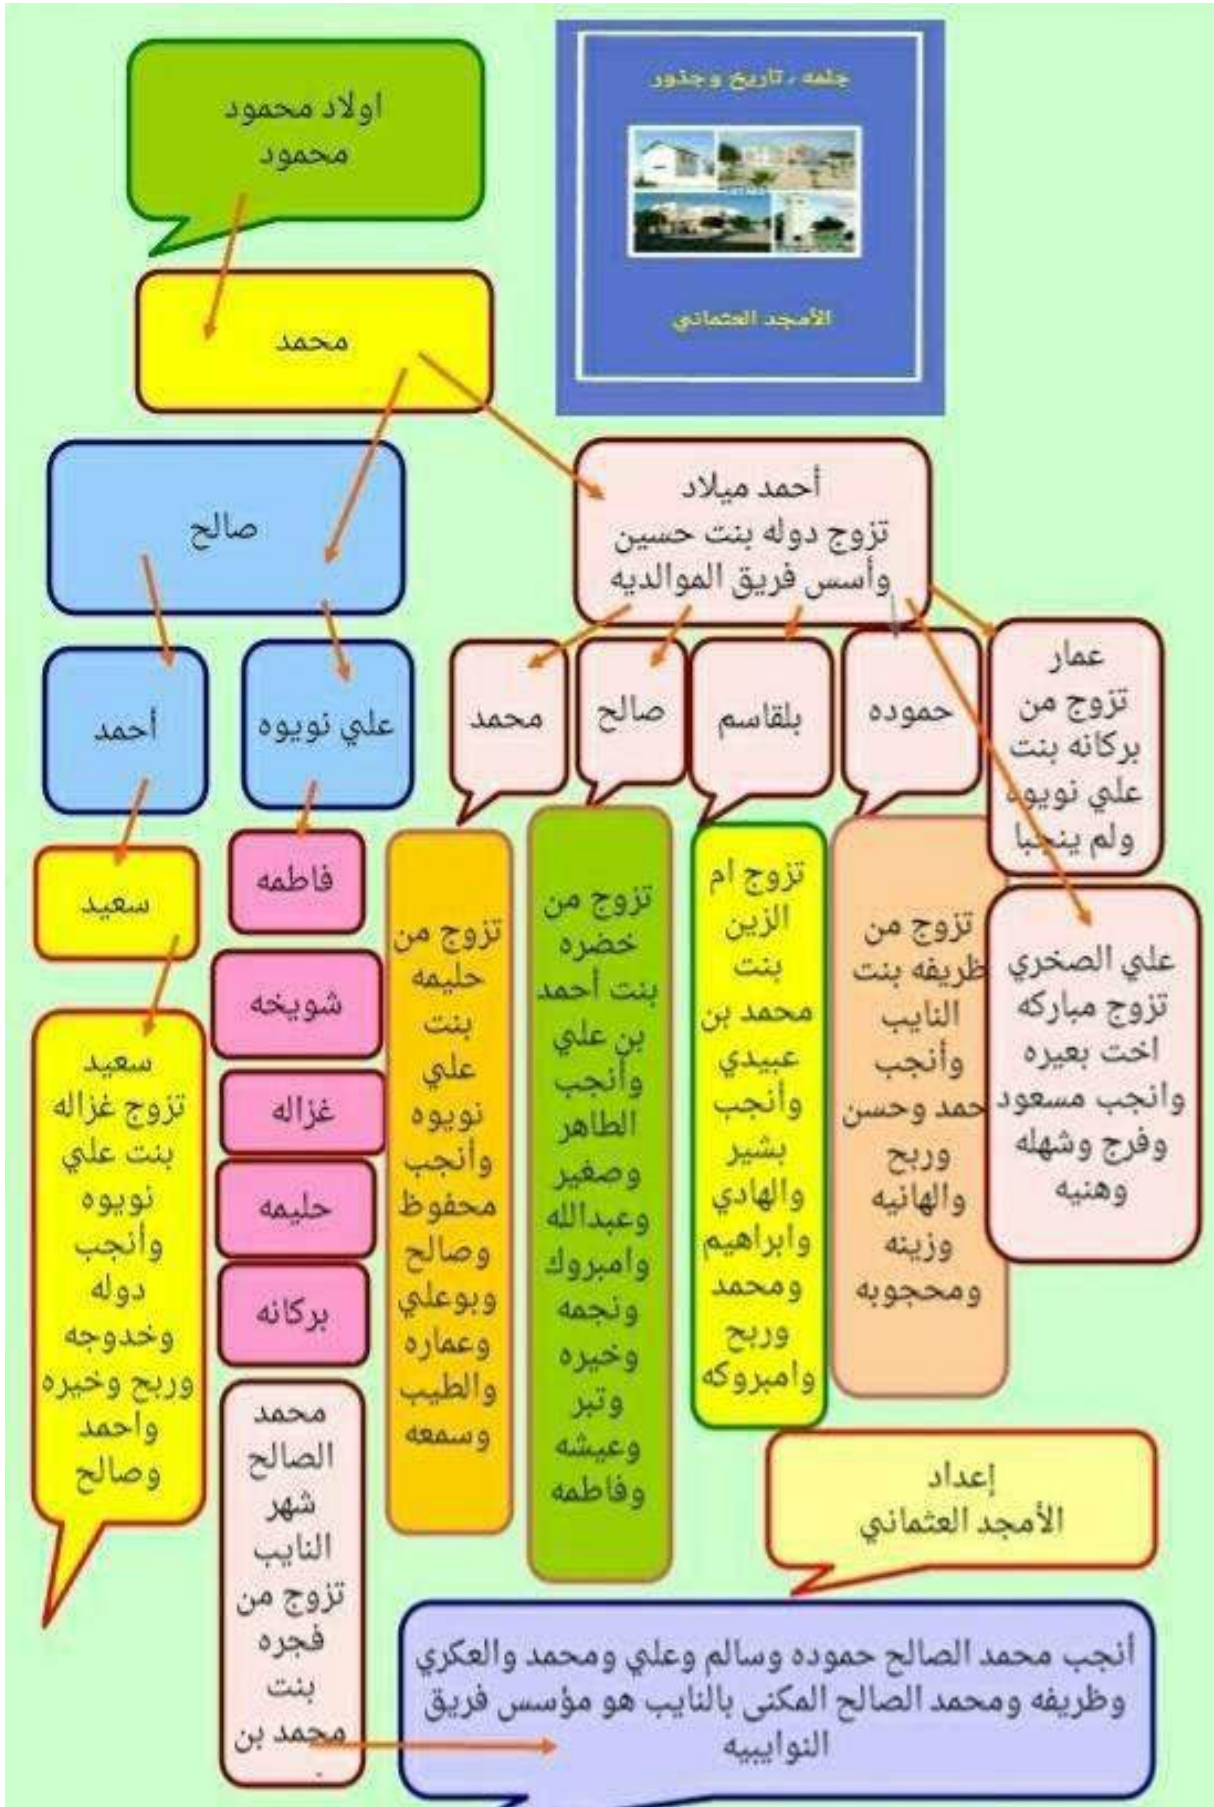 جلمه ، تاريخ وجذور
الأمجد العثماني
اولاد محمود
محمود
محمد
صالح
أحمد ميلاد
تزوج دوله بنت حسين
وأسس فريق الموالديه
عمار
تزوج من
بركانه بنت
علي نويوه
ولم ينجبا
حموده
بلقاسم
صالح
محمد
علي نويوه
أحمد
علي الصخري
تزوج مباركه
اخت بعيره
وانجب مسعود
وفرج وشهله
وهنيه
تزوج من
ظريفه بنت
النايب
وأنجب
حمد وحسن
وربح
والهانيه
وزينه
ومحجوبه
تزوج ام
الزين
بنت
محمد بن
عبيدي
وأنجب
بشير
والهادي
وابراهيم
ومحمد
وربح
وامبروكه
تزوج من
خضره
بنت أحمد
بن علي
وأنجب
الطاهر
وصغير
وعبدالله
وامبروك
ونجمه
وخيره
وتبر
وعيشه
وفاطمه
تزوج من
حليمه
بنت
علي
نويوه
وأنجب
محفوظ
وصالح
وبوعلي
وعماره
والطيب
وسمعه
فاطمه
شويخه
غزاله
حليمه
بركانه
سعيد
سعيد
تزوج غزاله
بنت علي
نويوه
وأنجب
دوله
وخدوجه
وربح وخيره
واحمد
وصالح
محمد
الصالح
شهر
النايب
تزوج من
فجره
بنت
محمد بن
إعداد
الأمجد العثماني
أنجب محمد الصالح حموده وسالم وعلي ومحمد والعكري
وظريفه ومحمد الصالح المكنى بالنايب هو مؤسس فريق
النوايبيه